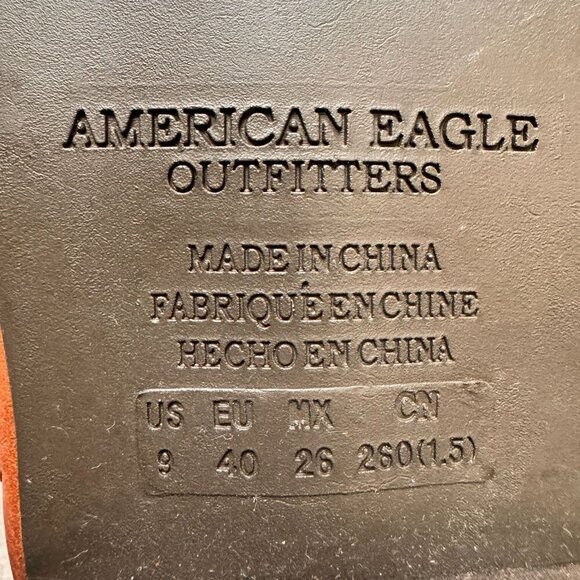 AMERICAN EAGLE
OUTFITTERS
MADE IN CHINA
FABRIQUÉ EN CHINE
HECHO EN CHINA
US EU MX CN
9 40 26 260(1.5)